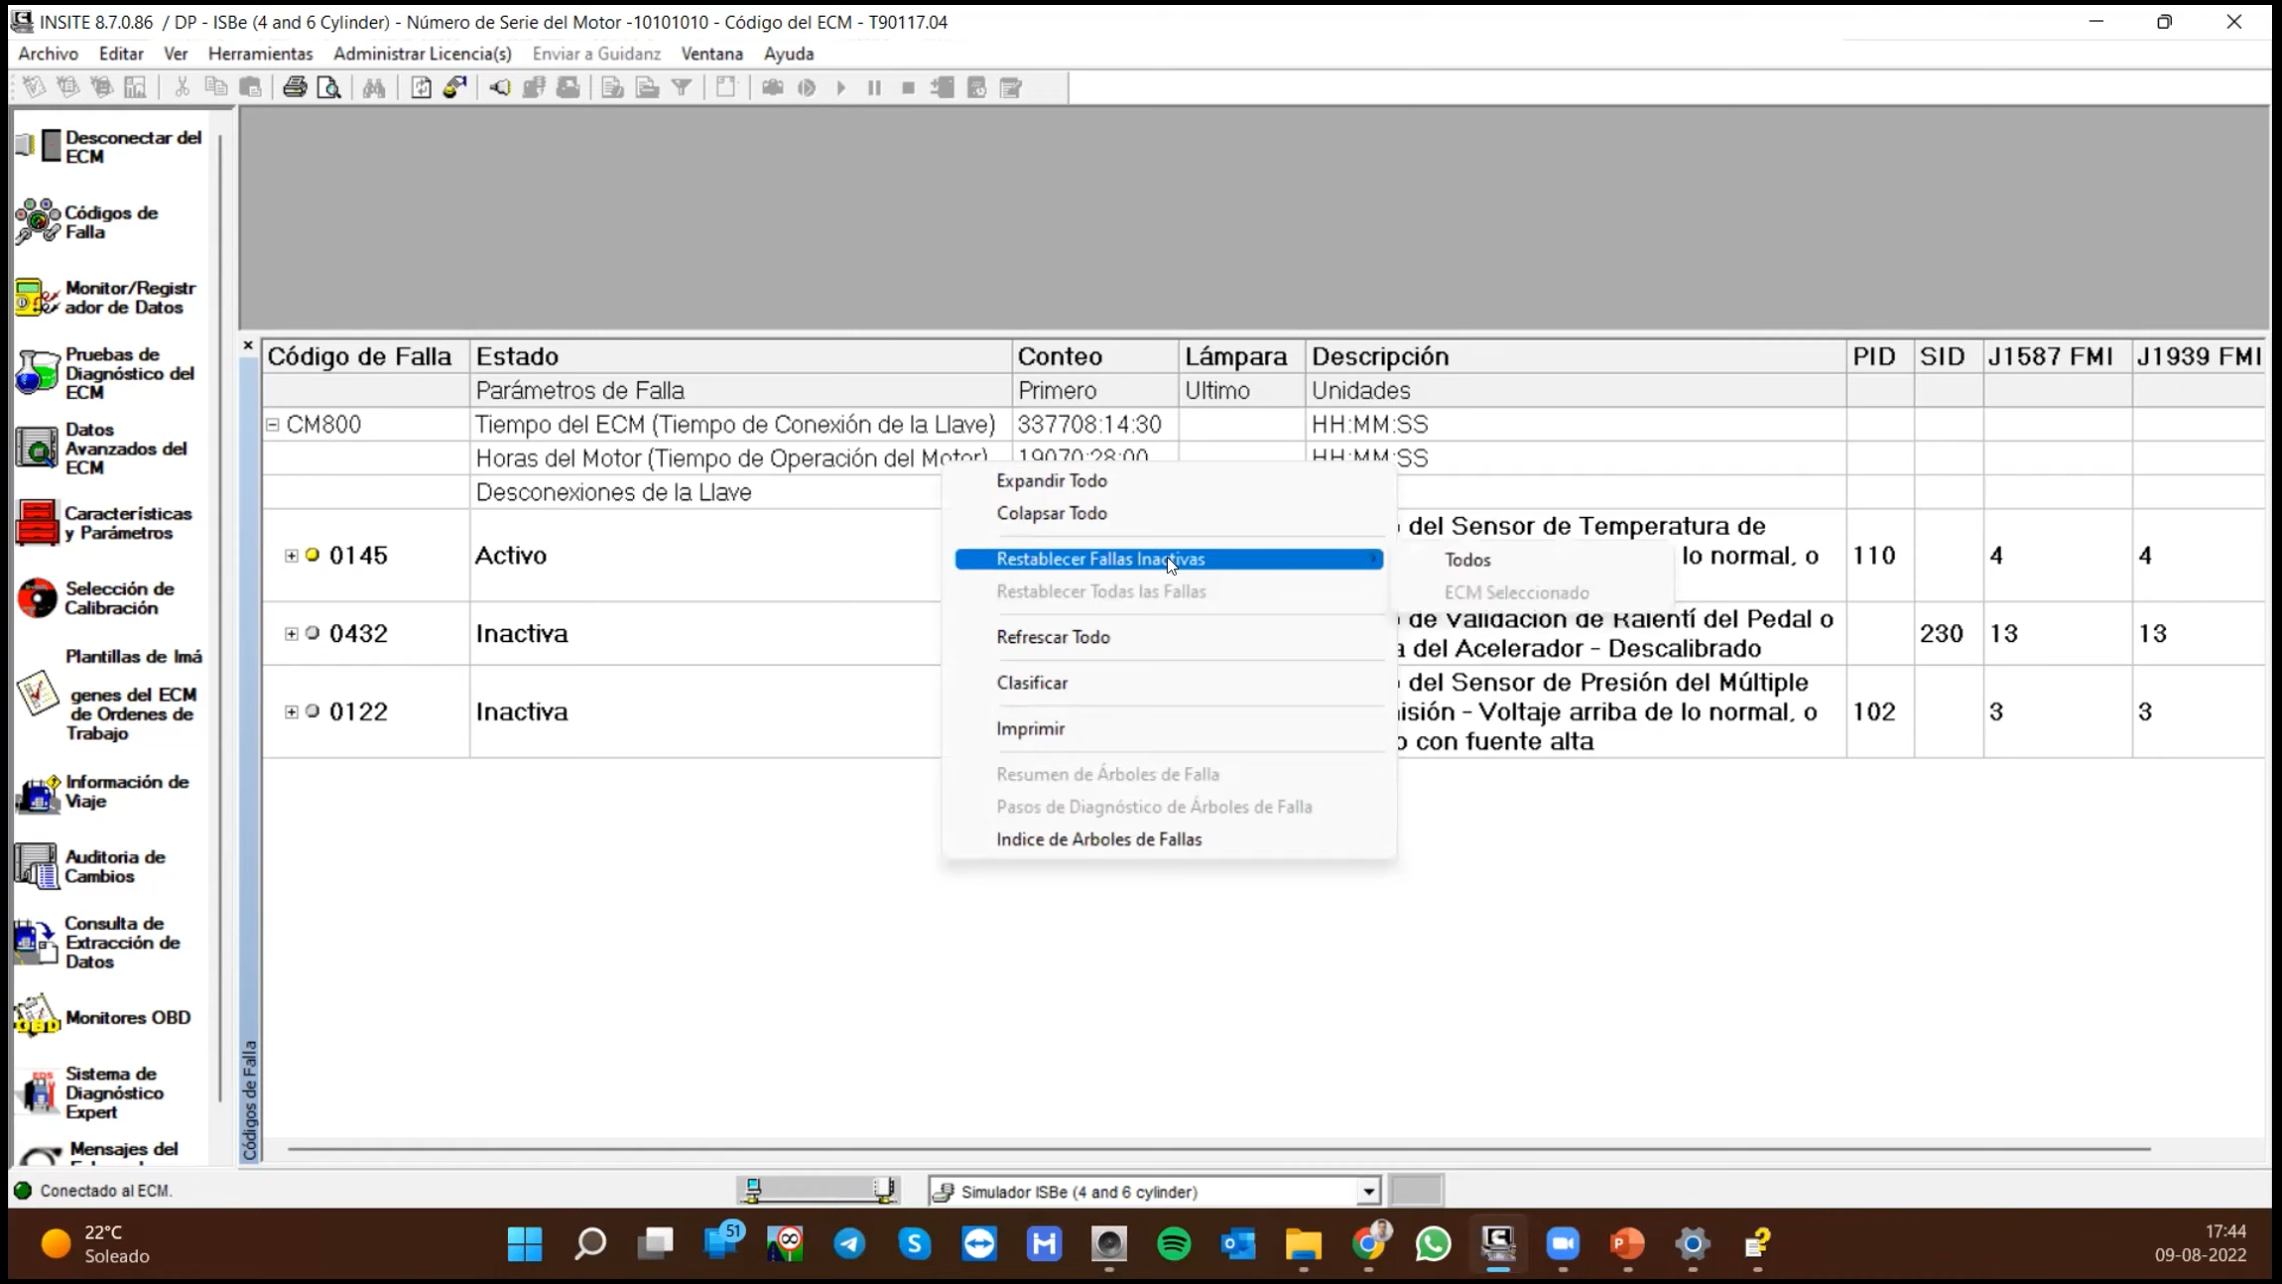 INSITE 8.7.0.86 / DP - ISBe (4 and 6 Cylinder) - Número de Serie del Motor -10101010 - Código del ECM - T90117.04
Archivo Editar Ver Herramientas Administrar Licencia(s) Enviar a Guidanz Ventana Ayuda
Desconectar del
ECM
Códigos de
Falla
Monitor/Registr
ador de Datos
Pruebas de
Diagnóstico del
ECM
Datos
Avanzados del
ECM
Características
y Parámetros
Selección de
Calibración
Plantillas de Imá
genes del ECM
de Ordenes de
Trabajo
Información de
Viaje
Auditoria de
Cambios
Consulta de
Extracción de
Datos
Monitores OBD
Sistema de
Diagnóstico
Expert
Mensajes del
Códigos de Falla
Código de Falla Estado Conteo Lámpara Descripción PID SID J1587 FMI J1939 FMI
Parámetros de Falla Primero Ultimo Unidades
CM800 Tiempo del ECM (Tiempo de Conexión de la Llave) 337708:14:30 HH:MM:SS
Horas del Motor (Tiempo de Operación del Motor) 19070:28:00 HH:MM:SS
Desconexiones de la Llave
del Sensor de Temperatura de
0145 Activo lo normal, o 110 4 4
de Validación de Ralentí del Pedal o
0432 Inactiva 230 13 13
del Acelerador - Descalibrado
del Sensor de Presión del Múltiple
0122 Inactiva - Voltaje arriba de lo normal, o 102 3 3
con fuente alta
Expandir Todo
Colapsar Todo
Restablecer Fallas Inactivas
Restablecer Todas las Fallas
Refrescar Todo
Clasificar
Imprimir
Resumen de Árboles de Falla
Pasos de Diagnóstico de Árboles de Falla
Indice de Arboles de Fallas
Todos
ECM Seleccionado
Conectado al ECM.
Simulador ISBe (4 and 6 cylinder)
22°C
Soleado
51
17:44
09-08-2022